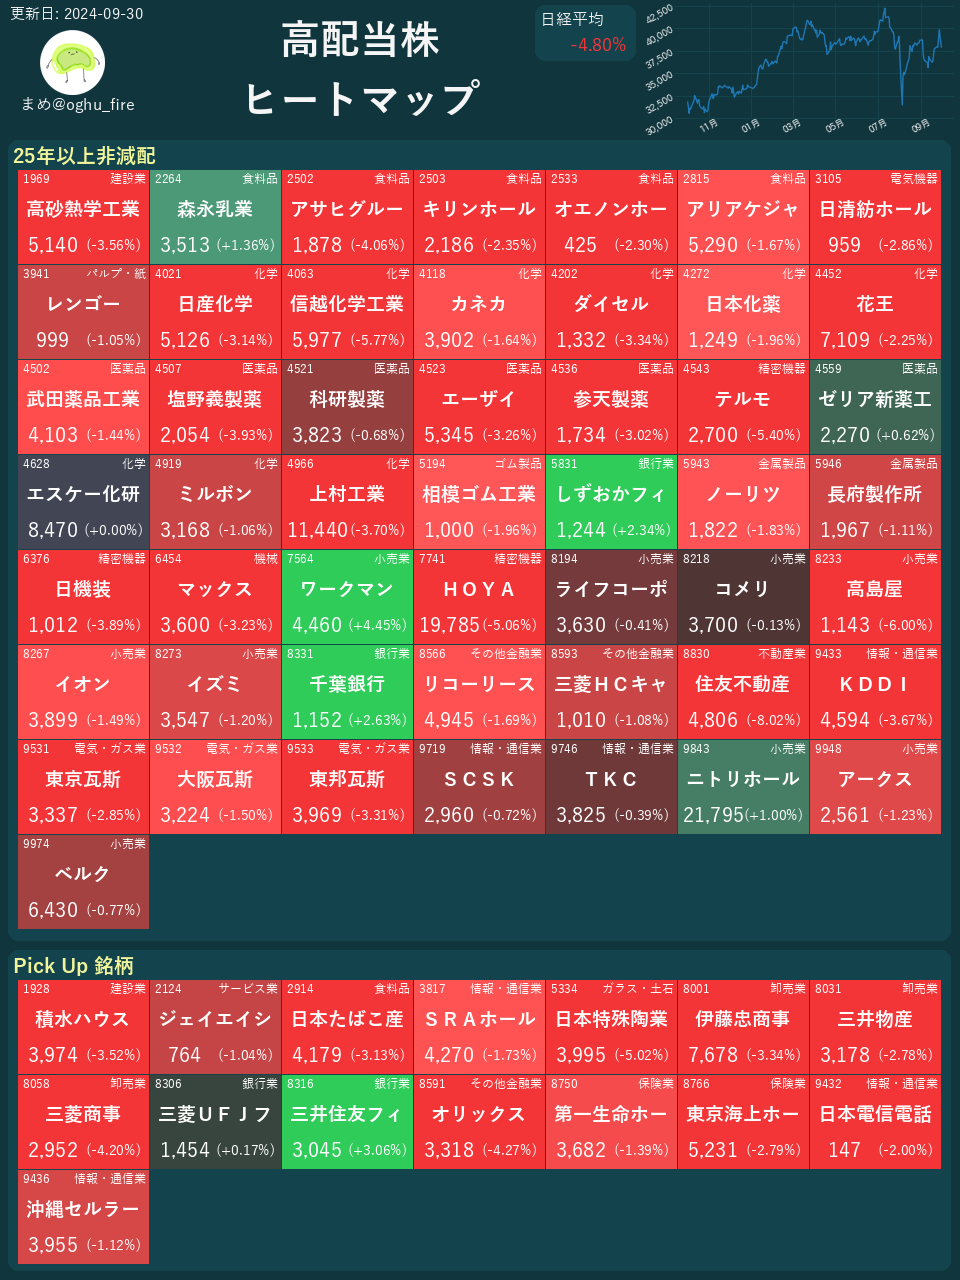 更新日: 2024-09-30
まめ@oghu_fire
高配当株
ヒートマップ
日経平均
-4.80%
42,500
40,000
37,500
35,000
32,500
30,000
11月 01月 03月 05月 07月 09月
25年以上非減配
1969 建設業 2264 食料品 2502 食料品 2503 食料品 2533 食料品 2815 食料品 3105 電気機器
高砂熱学工業 森永乳業 アサヒグルー キリンホール オエノンホー アリアケジャ 日清紡ホール
5,140 (-3.56%) 3,513 (+1.36%) 1,878 (-4.06%) 2,186 (-2.35%) 425 (-2.30%) 5,290 (-1.67%) 959 (-2.86%)
3941 パルプ・紙 4021 化学 4063 化学 4118 化学 4202 化学 4272 化学 4452 化学
レンゴー 日産化学 信越化学工業 カネカ ダイセル 日本化薬 花王
999 (-1.05%) 5,126 (-3.14%) 5,977 (-5.77%) 3,902 (-1.64%) 1,332 (-3.34%) 1,249 (-1.96%) 7,109 (-2.25%)
4502 医薬品 4507 医薬品 4521 医薬品 4523 医薬品 4536 医薬品 4543 精密機器 4559 医薬品
武田薬品工業 塩野義製薬 科研製薬 エーザイ 参天製薬 テルモ ゼリア新薬工
4,103 (-1.44%) 2,054 (-3.93%) 3,823 (-0.68%) 5,345 (-3.26%) 1,734 (-3.02%) 2,700 (-5.40%) 2,270 (+0.62%)
4628 化学 4919 化学 4966 化学 5194 ゴム製品 5831 銀行業 5943 金属製品 5946 金属製品
エスケー化研 ミルボン 上村工業 相模ゴム工業 しずおかフィ ノーリツ 長府製作所
8,470 (+0.00%) 3,168 (-1.06%) 11,440 (-3.70%) 1,000 (-1.96%) 1,244 (+2.34%) 1,822 (-1.83%) 1,967 (-1.11%)
6376 精密機器 6454 機械 7564 小売業 7741 精密機器 8194 小売業 8218 小売業 8233 小売業
日機装 マックス ワークマン ＨＯＹＡ ライフコーポ コメリ 高島屋
1,012 (-3.89%) 3,600 (-3.23%) 4,460 (+4.45%) 19,785 (-5.06%) 3,630 (-0.41%) 3,700 (-0.13%) 1,143 (-6.00%)
8267 小売業 8273 小売業 8331 銀行業 8566 その他金融業 8593 その他金融業 8830 不動産業 9433 情報・通信業
イオン イズミ 千葉銀行 リコーリース 三菱ＨＣキャ 住友不動産 ＫＤＤＩ
3,899 (-1.49%) 3,547 (-1.20%) 1,152 (+2.63%) 4,945 (-1.69%) 1,010 (-1.08%) 4,806 (-8.02%) 4,594 (-3.67%)
9531 電気・ガス業 9532 電気・ガス業 9533 電気・ガス業 9719 情報・通信業 9746 情報・通信業 9843 小売業 9948 小売業
東京瓦斯 大阪瓦斯 東邦瓦斯 ＳＣＳＫ ＴＫＣ ニトリホール アークス
3,337 (-2.85%) 3,224 (-1.50%) 3,969 (-3.31%) 2,960 (-0.72%) 3,825 (-0.39%) 21,795 (+1.00%) 2,561 (-1.23%)
9974 小売業
ベルク
6,430 (-0.77%)
Pick Up 銘柄
1928 建設業 2124 サービス業 2914 食料品 3817 情報・通信業 5334 ガラス・土石 8001 卸売業 8031 卸売業
積水ハウス ジェイエイシ 日本たばこ産 ＳＲＡホール 日本特殊陶業 伊藤忠商事 三井物産
3,974 (-3.52%) 764 (-1.04%) 4,179 (-3.13%) 4,270 (-1.73%) 3,995 (-5.02%) 7,678 (-3.34%) 3,178 (-2.78%)
8058 卸売業 8306 銀行業 8316 銀行業 8591 その他金融業 8750 保険業 8766 保険業 9432 情報・通信業
三菱商事 三菱ＵＦＪフ 三井住友フィ オリックス 第一生命ホー 東京海上ホー 日本電信電話
2,952 (-4.20%) 1,454 (+0.17%) 3,045 (+3.06%) 3,318 (-4.27%) 3,682 (-1.39%) 5,231 (-2.79%) 147 (-2.00%)
9436 情報・通信業
沖縄セルラー
3,955 (-1.12%)